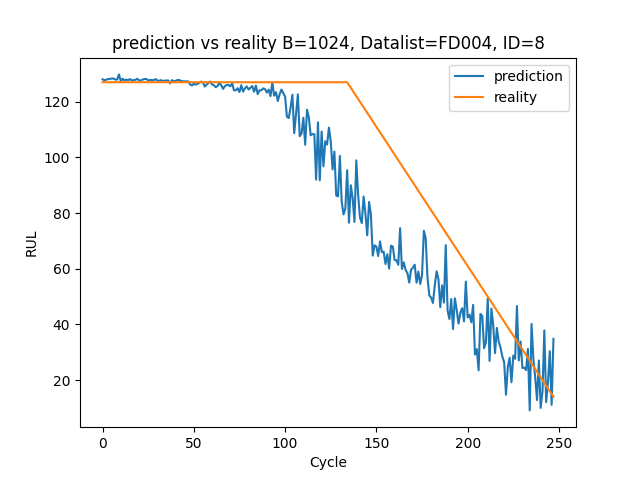 prediction vs reality B=1024, Datalist=FD004, ID=8
prediction
reality
RUL
120
100
80
60
40
20
0 50 100 150 200 250
Cycle